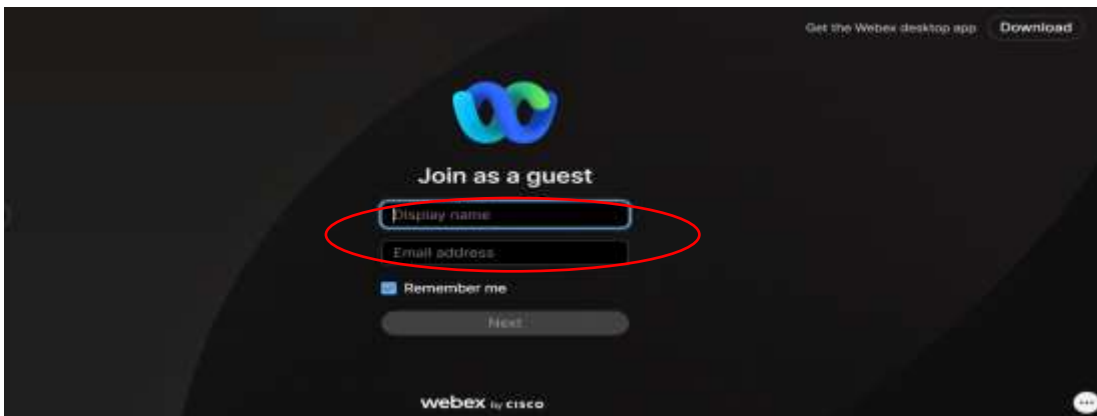 Get the Webex desktop app Download
Join as a guest
Display name
Email address
Remember me
Next
webex by CISCO